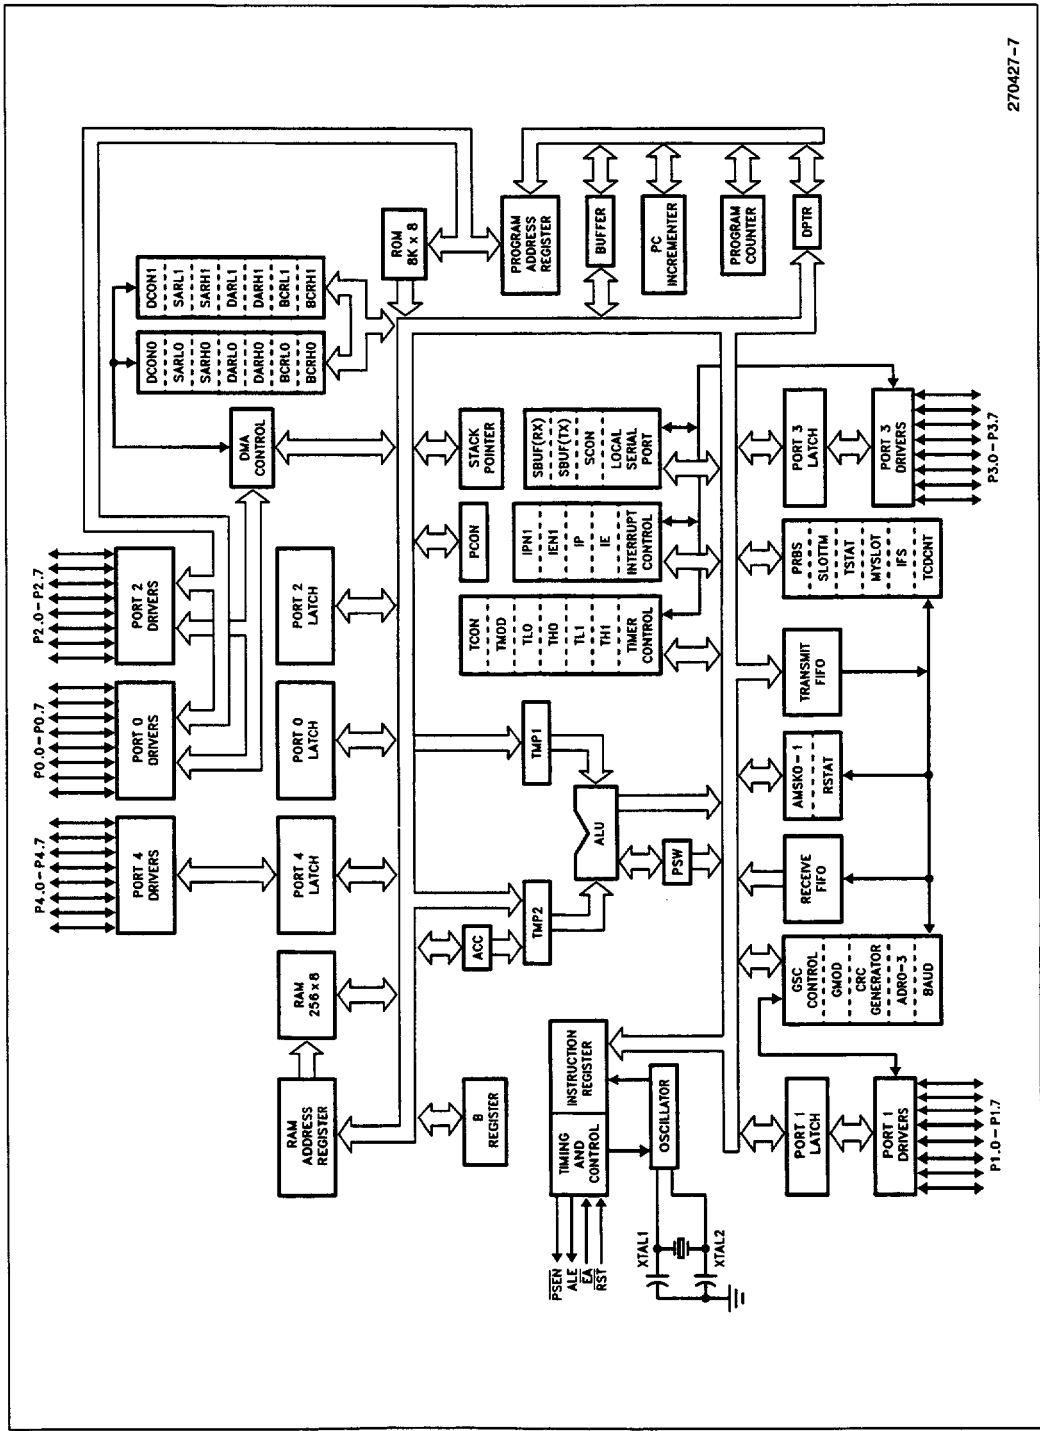 P4.0-P4.7
P0.0-P0.7
P2.0-P2.7
PORT 4
DRIVERS
PORT 0
DRIVERS
PORT 2
DRIVERS
DMA
CONTROL
DCON0
SARL0
SARH0
DARL0
DARH0
BCRL0
BCRH0
DCON1
SARL1
SARH1
DARL1
DARH1
BCRL1
BCRH1
RAM
ADDRESS
REGISTER
RAM
256 x 8
PORT 4
LATCH
PORT 0
LATCH
PORT 2
LATCH
ROM
8K x 8
B
REGISTER
ACC
TMP2
TMP1
ALU
PSW
PCON
STACK
POINTER
TCON
TMOD
TL0
TH0
TL1
TH1
TIMER
CONTROL
IPN1
IEN1
IP
IE
INTERRUPT
CONTROL
SBUF(RX)
SBUF(TX)
SCON
LOCAL
SERIAL
PORT
PROGRAM
ADDRESS
REGISTER
BUFFER
PC
INCREMENTER
PROGRAM
COUNTER
DPTR
PSEN
ALE
EA
RST
TIMING
AND
CONTROL
INSTRUCTION
REGISTER
OSCILLATOR
XTAL1
XTAL2
PORT 1
LATCH
PORT 1
DRIVERS
P1.0-P1.7
GSC
CONTROL
GMOD
CRC
GENERATOR
ADR0-3
BAUD
RECEIVE
FIFO
AMSK0-1
RSTAT
TRANSMIT
FIFO
PRBS
SLOTTM
TSTAT
MYSLOT
IFS
TCDCNT
PORT 3
LATCH
PORT 3
DRIVERS
P3.0-P3.7
270427-7